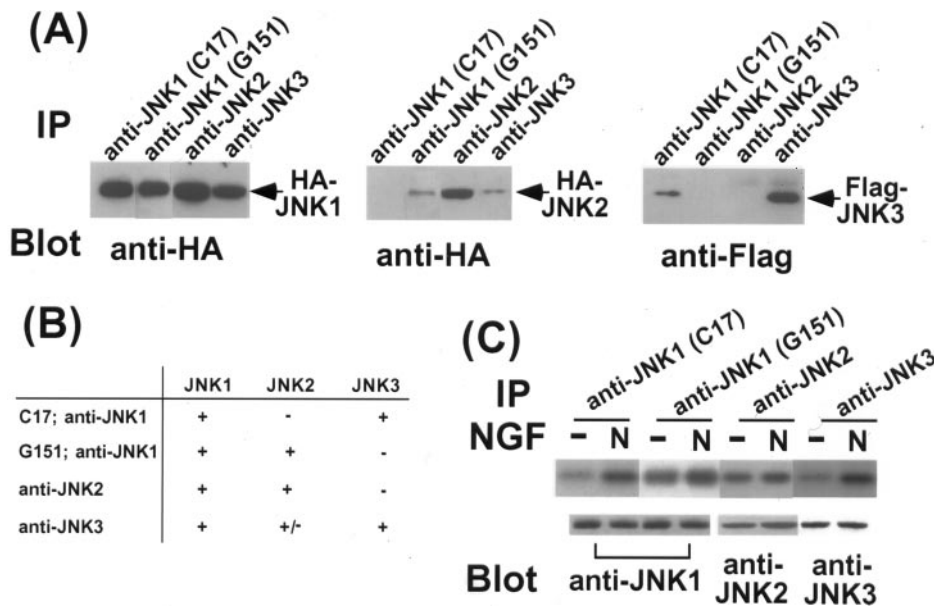 (A)
IP
anti-JNK1 (C17)
anti-JNK1 (G151)
anti-JNK2
anti-JNK3
HA-
JNK1
anti-JNK1 (C17)
anti-JNK1 (G151)
anti-JNK2
anti-JNK3
HA-
JNK2
anti-JNK1 (C17)
anti-JNK1 (G151)
anti-JNK2
anti-JNK3
Flag-
JNK3
Blot anti-HA anti-HA anti-Flag
(B)
JNK1 JNK2 JNK3
C17; anti-JNK1 + - +
G151; anti-JNK1 + + -
anti-JNK2 + + -
anti-JNK3 + +/- +
(C)
IP
anti-JNK1 (C17)
anti-JNK1 (G151)
anti-JNK2
anti-JNK3
NGF − N − N − N − N
Blot anti-JNK1
anti-
JNK2
anti-
JNK3